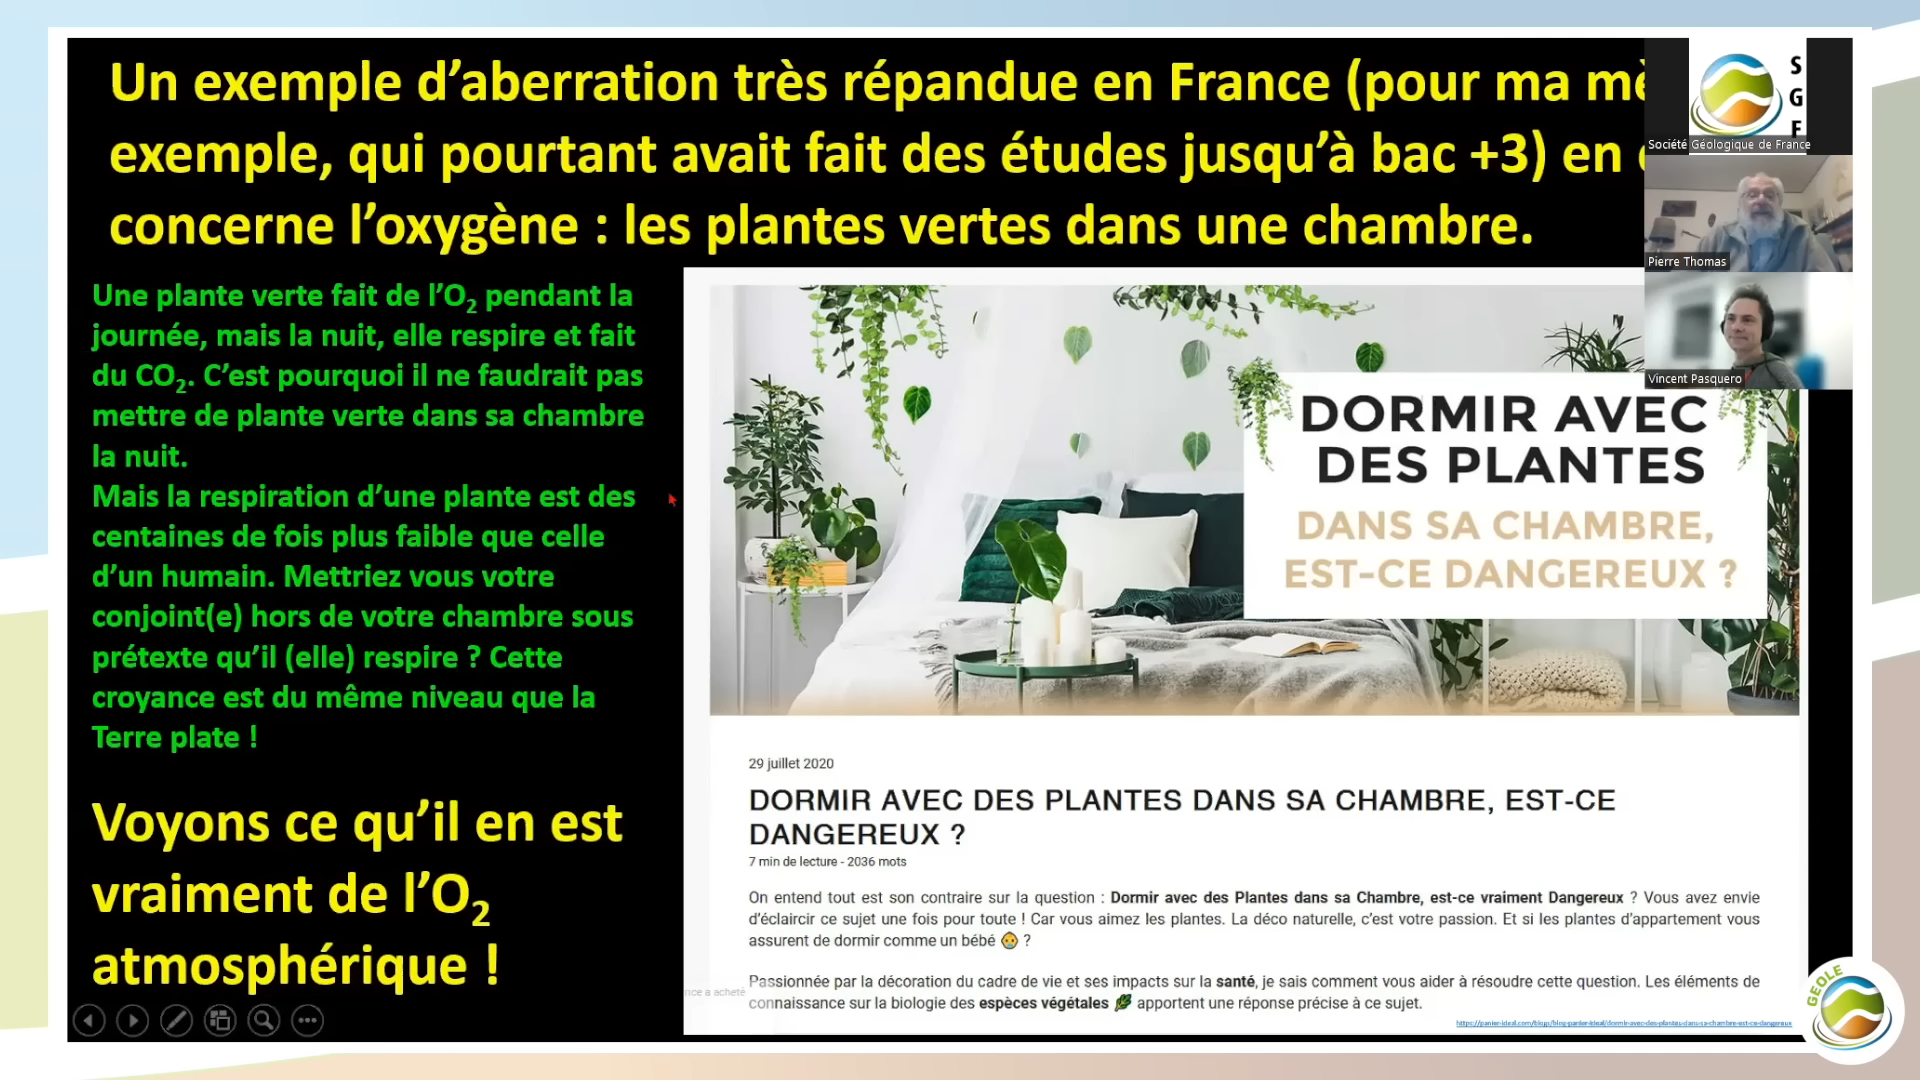 Un exemple d’aberration très répandue en France (pour ma mè
exemple, qui pourtant avait fait des études jusqu’à bac +3) en
concerne l’oxygène : les plantes vertes dans une chambre.
Une plante verte fait de l’O2 pendant la
journée, mais la nuit, elle respire et fait
du CO2. C’est pourquoi il ne faudrait pas
mettre de plante verte dans sa chambre
la nuit.
Mais la respiration d’une plante est des
centaines de fois plus faible que celle
d’un humain. Mettriez vous votre
conjoint(e) hors de votre chambre sous
prétexte qu’il (elle) respire ? Cette
croyance est du même niveau que la
Terre plate !
Voyons ce qu’il en est
vraiment de l’O2
atmosphérique !
DORMIR AVEC
DES PLANTES
DANS SA CHAMBRE,
EST-CE DANGEREUX ?
29 juillet 2020
DORMIR AVEC DES PLANTES DANS SA CHAMBRE, EST-CE
DANGEREUX ?
7 min de lecture - 2036 mots
On entend tout est son contraire sur la question : Dormir avec des Plantes dans sa Chambre, est-ce vraiment Dangereux ? Vous avez envie
d’éclaircir ce sujet une fois pour toute ! Car vous aimez les plantes. La déco naturelle, c’est votre passion. Et si les plantes d’appartement vous
assurent de dormir comme un bébé 👶 ?
Passionnée par la décoration du cadre de vie et ses impacts sur la santé, je sais comment vous aider à résoudre cette question. Les éléments de
connaissance sur la biologie des espèces végétales 🌿 apportent une réponse précise à ce sujet.
nce a acheté
https://panier-ideal.com/blogs/blog-panier-ideal/dormir-avec-des-plantes-dans-sa-chambre-est-ce-dangereux
S
G
F
Société Géologique de France
Pierre Thomas
Vincent Pasquero
GEOLE